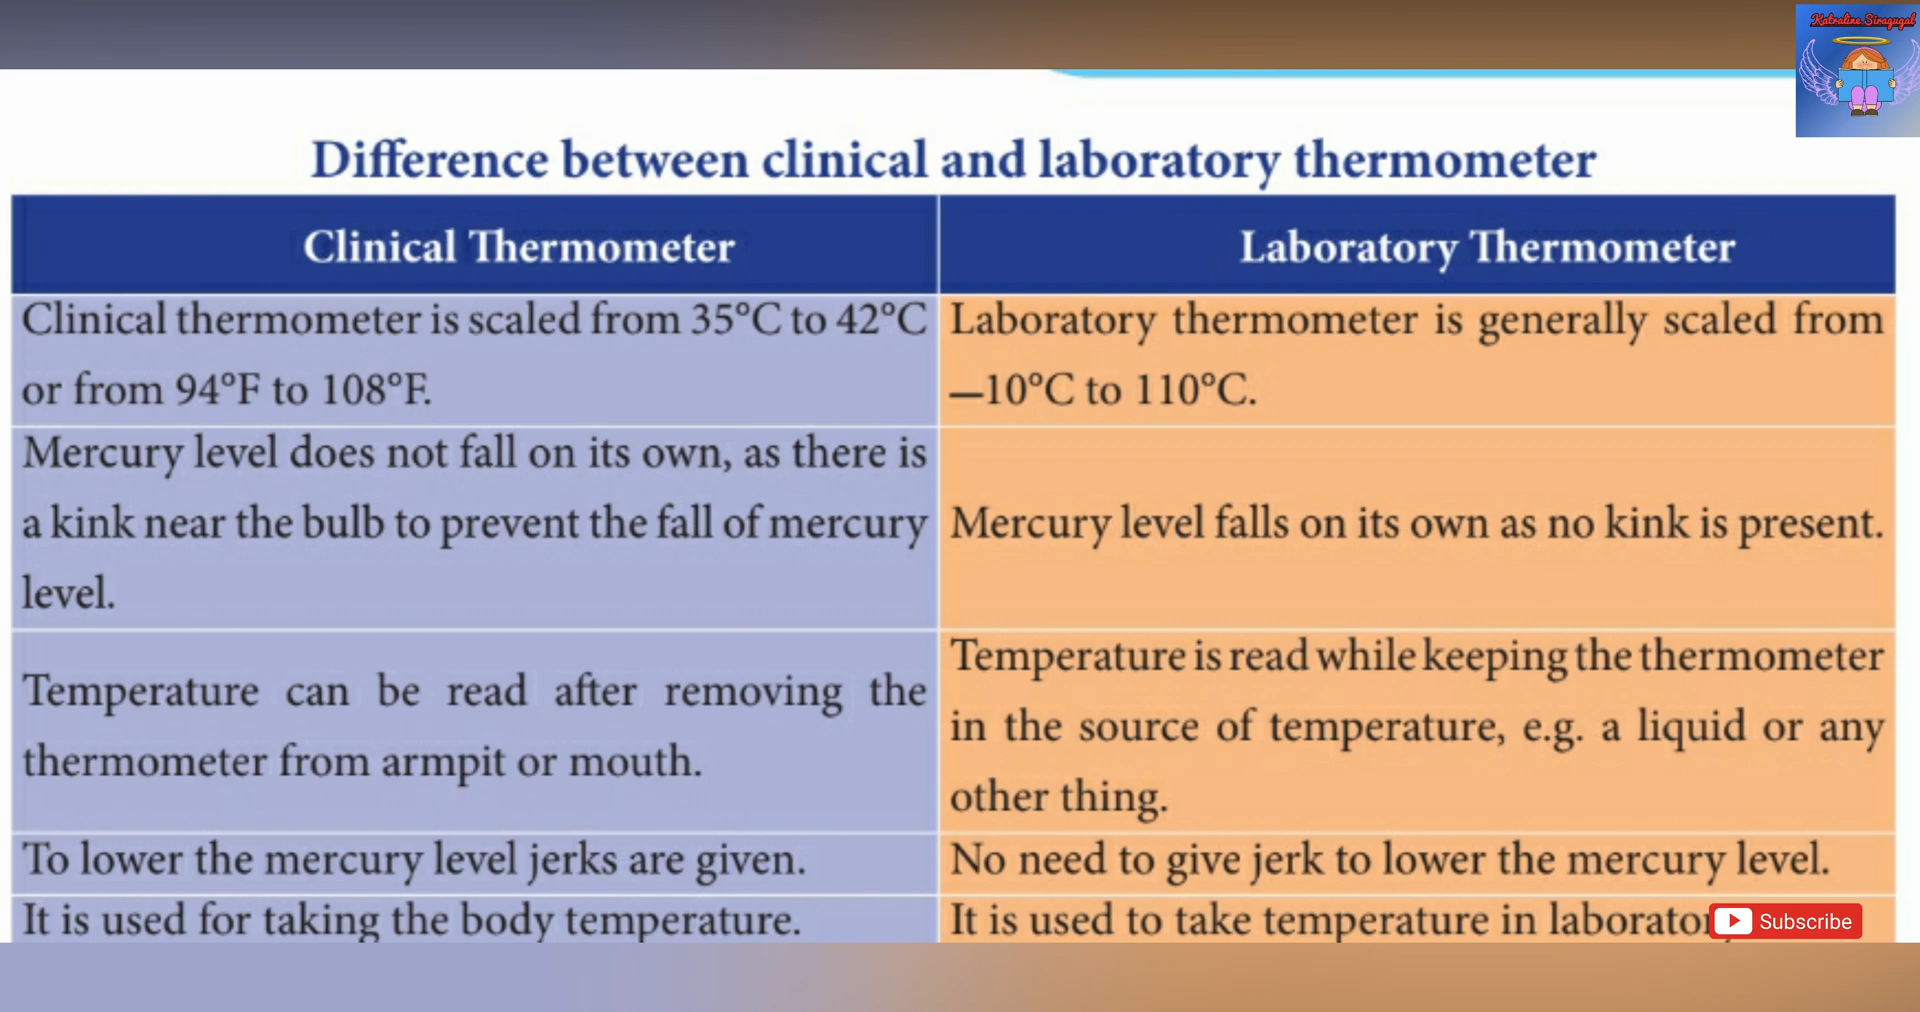 Katraline Siragugal
Difference between clinical and laboratory thermometer
Clinical Thermometer
Laboratory Thermometer
Clinical thermometer is scaled from 35°C to 42°C
or from 94°F to 108°F.
Laboratory thermometer is generally scaled from
—10°C to 110°C.
Mercury level does not fall on its own, as there is
a kink near the bulb to prevent the fall of mercury
level.
Mercury level falls on its own as no kink is present.
Temperature can be read after removing the
thermometer from armpit or mouth.
Temperature is read while keeping the thermometer
in the source of temperature, e.g. a liquid or any
other thing.
To lower the mercury level jerks are given.
No need to give jerk to lower the mercury level.
It is used for taking the body temperature.
It is used to take temperature in
Subscribe